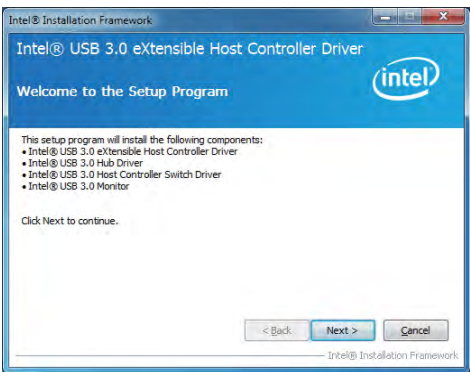 Intel® Installation Framework
Intel® USB 3.0 eXtensible Host Controller Driver
intel
Welcome to the Setup Program
This setup program will install the following components:
• Intel® USB 3.0 eXtensible Host Controller Driver
• Intel® USB 3.0 Hub Driver
• Intel® USB 3.0 Host Controller Switch Driver
• Intel® USB 3.0 Monitor
Click Next to continue.
< Back Next > Cancel
Intel® Installation Framework